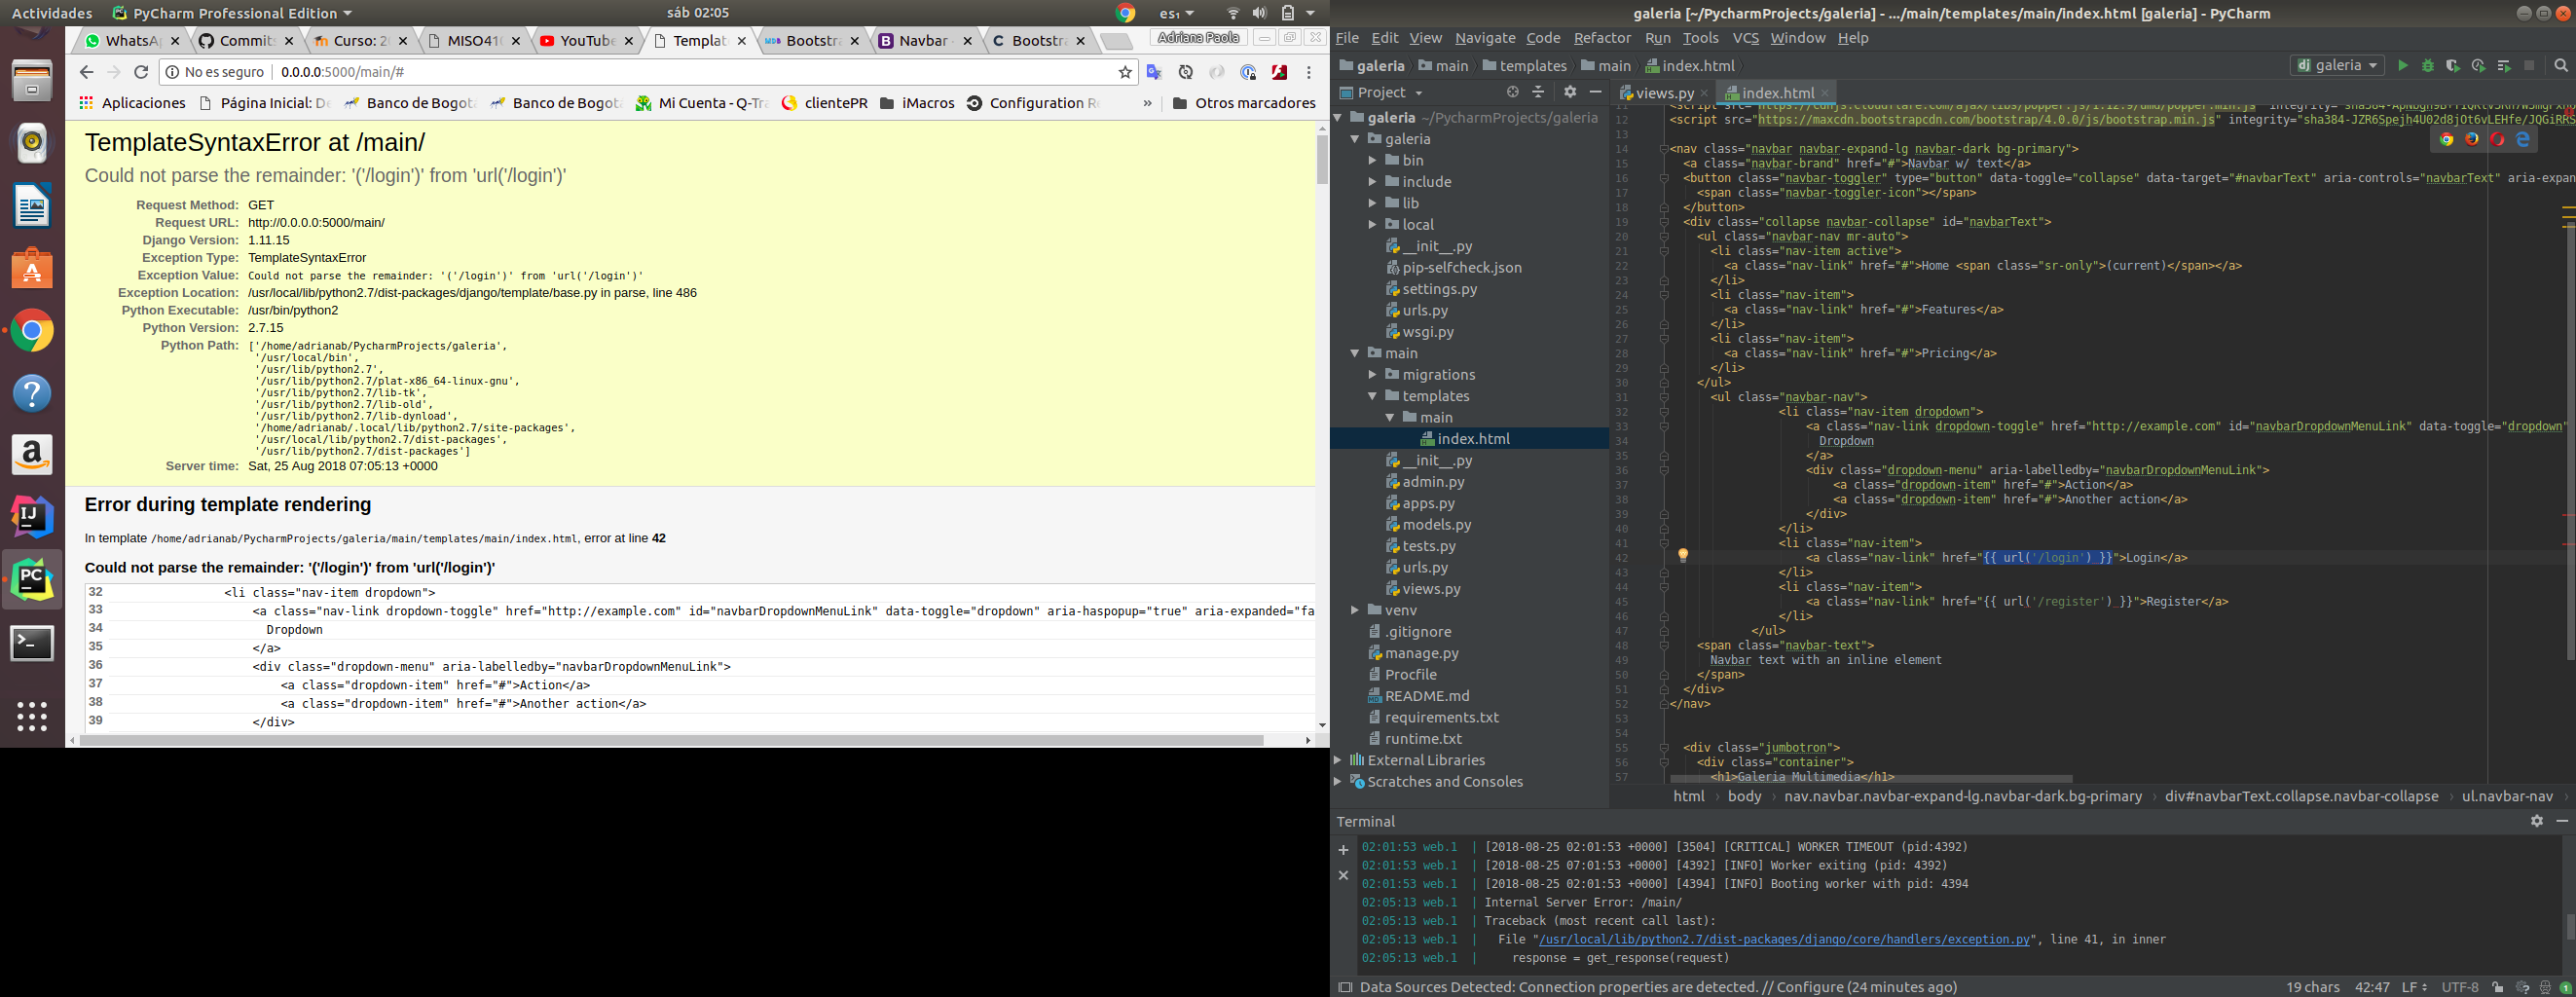 Actividades
PyCharm Professional Edition
sáb 02:05
es₁
WhatsA
Commits
Curso: 2
MISO41
YouTube
Templat
Bootstra
Navbar
Bootstra
Adriana Paola
No es seguro
0.0.0.0:5000/main/#
Aplicaciones
Página Inicial: D
Banco de Bogota
Banco de Bogota
Mi Cuenta - Q-Tra
clientePR
iMacros
Configuration R
»
Otros marcadores
TemplateSyntaxError at /main/
Could not parse the remainder: '('/login')' from 'url('/login')'
Request Method: GET
Request URL: http://0.0.0.0:5000/main/
Django Version: 1.11.15
Exception Type: TemplateSyntaxError
Exception Value: Could not parse the remainder: '('/login')' from 'url('/login')'
Exception Location: /usr/local/lib/python2.7/dist-packages/django/template/base.py in parse, line 486
Python Executable: /usr/bin/python2
Python Version: 2.7.15
Python Path: ['/home/adrianab/PycharmProjects/galeria',
'/usr/local/bin',
'/usr/lib/python2.7',
'/usr/lib/python2.7/plat-x86_64-linux-gnu',
'/usr/lib/python2.7/lib-tk',
'/usr/lib/python2.7/lib-old',
'/usr/lib/python2.7/lib-dynload',
'/home/adrianab/.local/lib/python2.7/site-packages',
'/usr/local/lib/python2.7/dist-packages',
'/usr/lib/python2.7/dist-packages']
Server time: Sat, 25 Aug 2018 07:05:13 +0000
Error during template rendering
In template /home/adrianab/PycharmProjects/galeria/main/templates/main/index.html, error at line 42
Could not parse the remainder: '('/login')' from 'url('/login')'
32 <li class="nav-item dropdown">
33 <a class="nav-link dropdown-toggle" href="http://example.com" id="navbarDropdownMenuLink" data-toggle="dropdown" aria-haspopup="true" aria-expanded="fa
34 Dropdown
35 </a>
36 <div class="dropdown-menu" aria-labelledby="navbarDropdownMenuLink">
37 <a class="dropdown-item" href="#">Action</a>
38 <a class="dropdown-item" href="#">Another action</a>
39 </div>
galeria [~/PycharmProjects/galeria] - .../main/templates/main/index.html [galeria] - PyCharm
File Edit View Navigate Code Refactor Run Tools VCS Window Help
galeria main templates main index.html
galeria
Project
views.py
index.html
galeria ~/PycharmProjects/galeria
galeria
bin
include
lib
local
__init__.py
pip-selfcheck.json
settings.py
urls.py
wsgi.py
main
migrations
templates
main
index.html
__init__.py
admin.py
apps.py
models.py
tests.py
urls.py
views.py
venv
.gitignore
manage.py
Procfile
README.md
requirements.txt
runtime.txt
External Libraries
Scratches and Consoles
12 <script src="https://maxcdn.bootstrapcdn.com/bootstrap/4.0.0/js/bootstrap.min.js" integrity="sha384-JZR6Spejh4U02d8jOt6vLEHfe/JQGiRRS
13
14 <nav class="navbar navbar-expand-lg navbar-dark bg-primary">
15 <a class="navbar-brand" href="#">Navbar w/ text</a>
16 <button class="navbar-toggler" type="button" data-toggle="collapse" data-target="#navbarText" aria-controls="navbarText" aria-expan
17 <span class="navbar-toggler-icon"></span>
18 </button>
19 <div class="collapse navbar-collapse" id="navbarText">
20 <ul class="navbar-nav mr-auto">
21 <li class="nav-item active">
22 <a class="nav-link" href="#">Home <span class="sr-only">(current)</span></a>
23 </li>
24 <li class="nav-item">
25 <a class="nav-link" href="#">Features</a>
26 </li>
27 <li class="nav-item">
28 <a class="nav-link" href="#">Pricing</a>
29 </li>
30 </ul>
31 <ul class="navbar-nav">
32 <li class="nav-item dropdown">
33 <a class="nav-link dropdown-toggle" href="http://example.com" id="navbarDropdownMenuLink" data-toggle="dropdown"
34 Dropdown
35 </a>
36 <div class="dropdown-menu" aria-labelledby="navbarDropdownMenuLink">
37 <a class="dropdown-item" href="#">Action</a>
38 <a class="dropdown-item" href="#">Another action</a>
39 </div>
40 </li>
41 <li class="nav-item">
42 <a class="nav-link" href="{{ url('/login') }}">Login</a>
43 </li>
44 <li class="nav-item">
45 <a class="nav-link" href="{{ url('/register') }}">Register</a>
46 </li>
47 </ul>
48 <span class="navbar-text">
49 Navbar text with an inline element
50 </span>
51 </div>
52 </nav>
53
54
55 <div class="jumbotron">
56 <div class="container">
57 <h1>Galeria Multimedia</h1>
html body nav.navbar.navbar-expand-lg.navbar-dark.bg-primary div#navbarText.collapse.navbar-collapse ul.navbar-nav
Terminal
02:01:53 web.1 | [2018-08-25 02:01:53 +0000] [3504] [CRITICAL] WORKER TIMEOUT (pid:4392)
02:01:53 web.1 | [2018-08-25 07:01:53 +0000] [4392] [INFO] Worker exiting (pid: 4392)
02:01:53 web.1 | [2018-08-25 02:01:53 +0000] [4394] [INFO] Booting worker with pid: 4394
02:05:13 web.1 | Internal Server Error: /main/
02:05:13 web.1 | Traceback (most recent call last):
02:05:13 web.1 | File "/usr/local/lib/python2.7/dist-packages/django/core/handlers/exception.py", line 41, in inner
02:05:13 web.1 | response = get_response(request)
Data Sources Detected: Connection properties are detected. // Configure (24 minutes ago)
19 chars 42:47 LF UTF-8